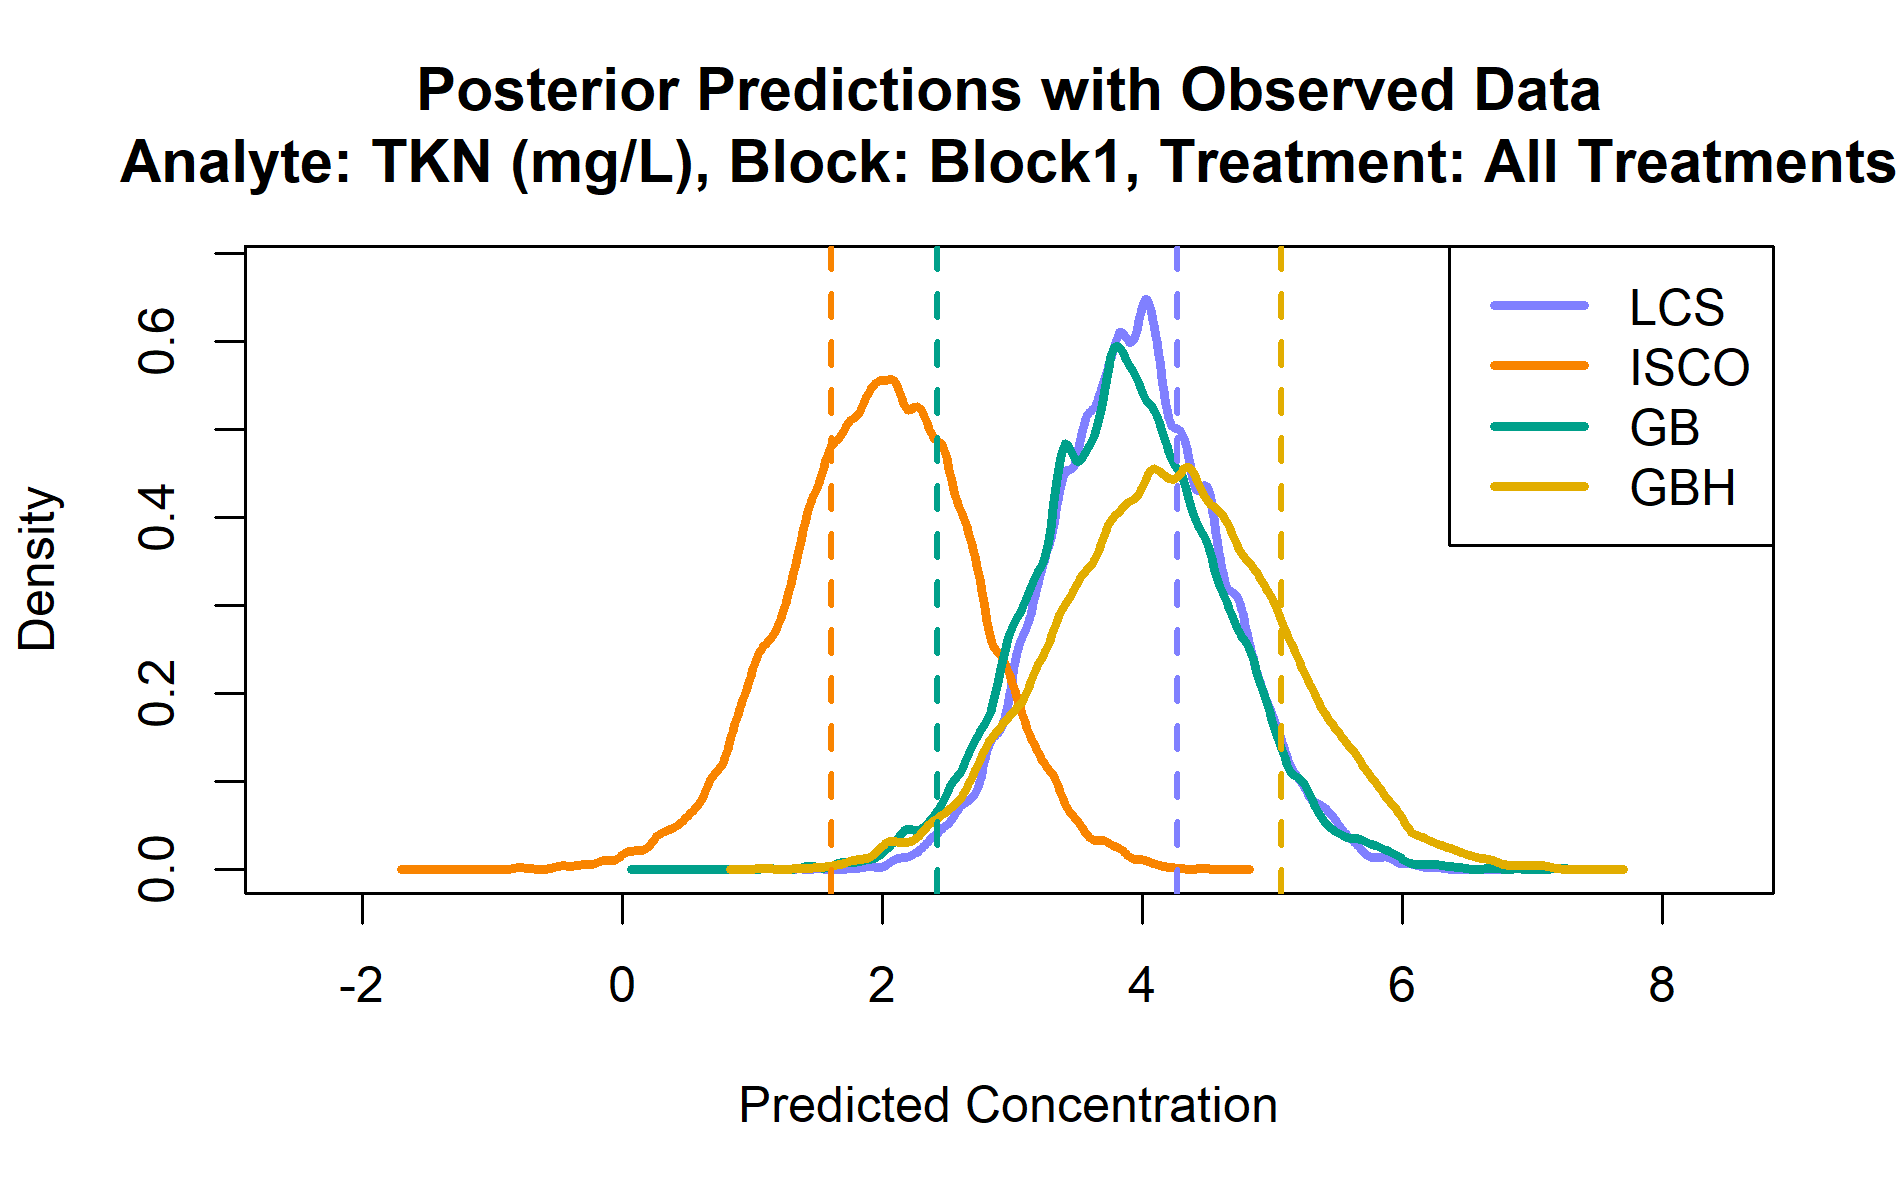 Posterior Predictions with Observed Data
Analyte: TKN (mg/L), Block: Block1, Treatment: All Treatments
LCS
ISCO
GB
GBH
Density
0.6
0.4
0.2
0.0
-2 0 2 4 6 8
Predicted Concentration